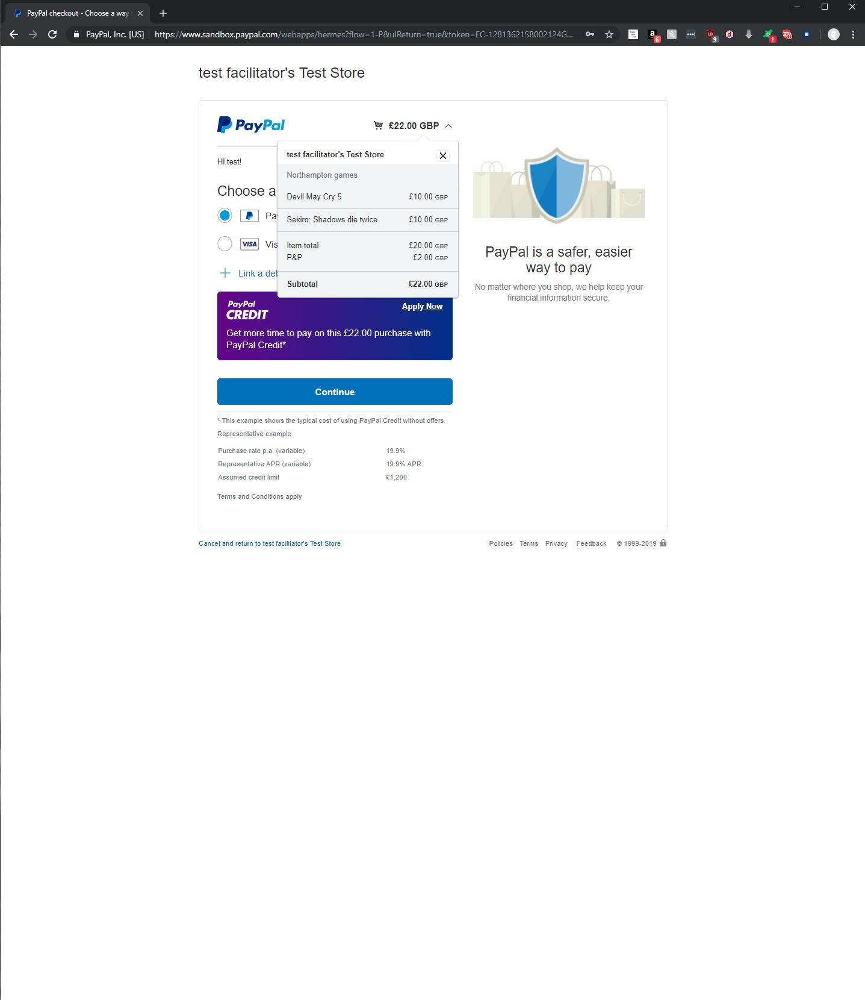 PayPal checkout - Choose a way
PayPal, Inc. [US]
https://www.sandbox.paypal.com/webapps/hermes?flow=1-P&ulReturn=true&token=EC-12813621SB002124G...
6
9
1
test facilitator's Test Store
PayPal
£22.00 GBP
Hi test!
Choose a
Pay
Vis
VISA
Link a deb
test facilitator's Test Store
Northampton games
Devil May Cry 5 £10.00 GBP
Sekiro: Shadows die twice £10.00 GBP
Item total £20.00 GBP
P&P £2.00 GBP
Subtotal £22.00 GBP
PayPal
CREDIT
Apply Now
Get more time to pay on this £22.00 purchase with
PayPal Credit*
Continue
* This example shows the typical cost of using PayPal Credit without offers.
Representative example
Purchase rate p.a. (variable) 19.9%
Representative APR (variable) 19.9% APR
Assumed credit limit £1,200
Terms and Conditions apply
PayPal is a safer, easier
way to pay
No matter where you shop, we help keep your
financial information secure.
Cancel and return to test facilitator's Test Store
Policies Terms Privacy Feedback © 1999-2019